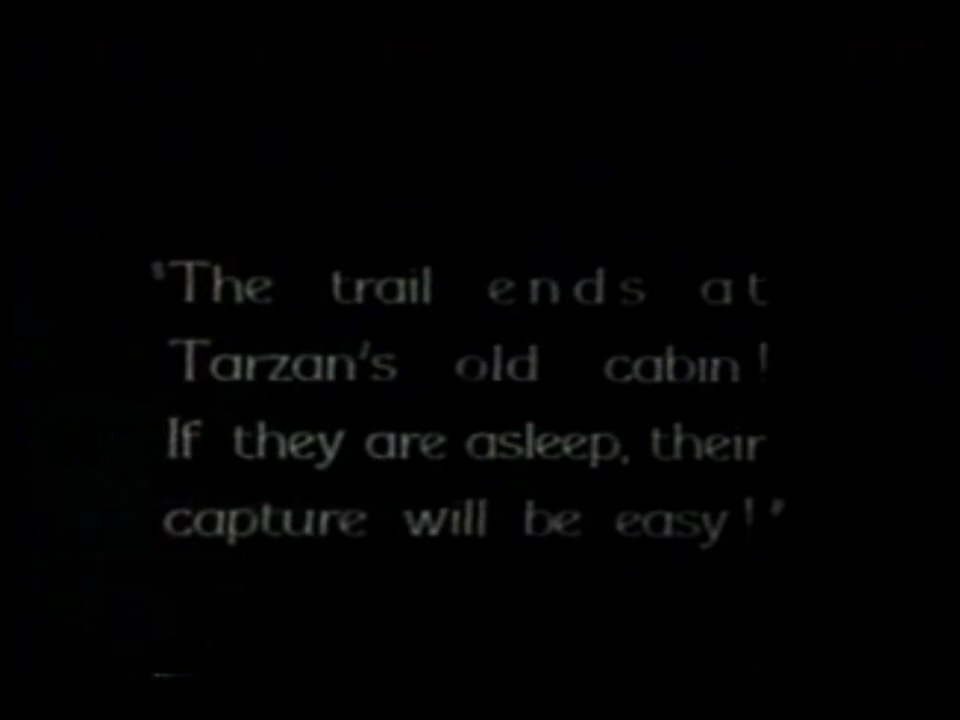 "The trail ends at
Tarzan's old cabin!
If they are asleep, their
capture will be easy!"